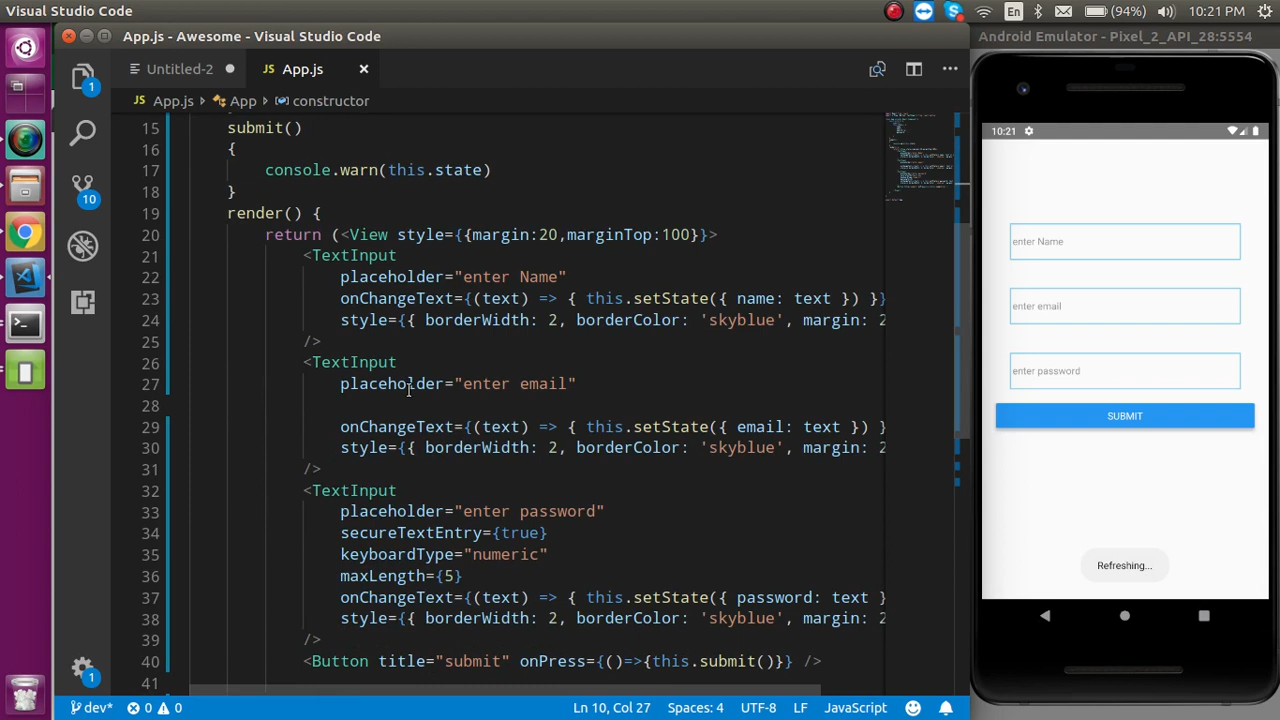 Visual Studio Code
En
(94%)
10:21 PM
App.js - Awesome - Visual Studio Code
Android Emulator - Pixel_2_API_28:5554
Untitled-2
JS App.js
JS App.js > App > constructor
1
10
1
15 submit()
16 {
17 console.warn(this.state)
18 }
19 render() {
20 return (<View style={{margin:20,marginTop:100}}>
21 <TextInput
22 placeholder="enter Name"
23 onChangeText={(text) => { this.setState({ name: text }) }}
24 style={{ borderWidth: 2, borderColor: 'skyblue', margin: 2
25 />
26 <TextInput
27 placeholder="enter email"
28
29 onChangeText={(text) => { this.setState({ email: text }) }
30 style={{ borderWidth: 2, borderColor: 'skyblue', margin: 2
31 />
32 <TextInput
33 placeholder="enter password"
34 secureTextEntry={true}
35 keyboardType="numeric"
36 maxLength={5}
37 onChangeText={(text) => { this.setState({ password: text }
38 style={{ borderWidth: 2, borderColor: 'skyblue', margin: 2
39 />
40 <Button title="submit" onPress={()=>{this.submit()}} />
41
dev*
0
0
Ln 10, Col 27
Spaces: 4
UTF-8
LF
JavaScript
10:21
enter Name
enter email
enter password
SUBMIT
Refreshing...